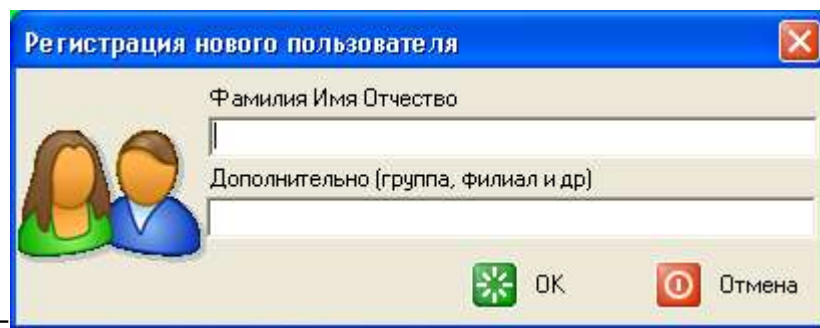 Регистрация нового пользователя
Фамилия Имя Отчество
Дополнительно (группа, филиал и др)
OK Отмена